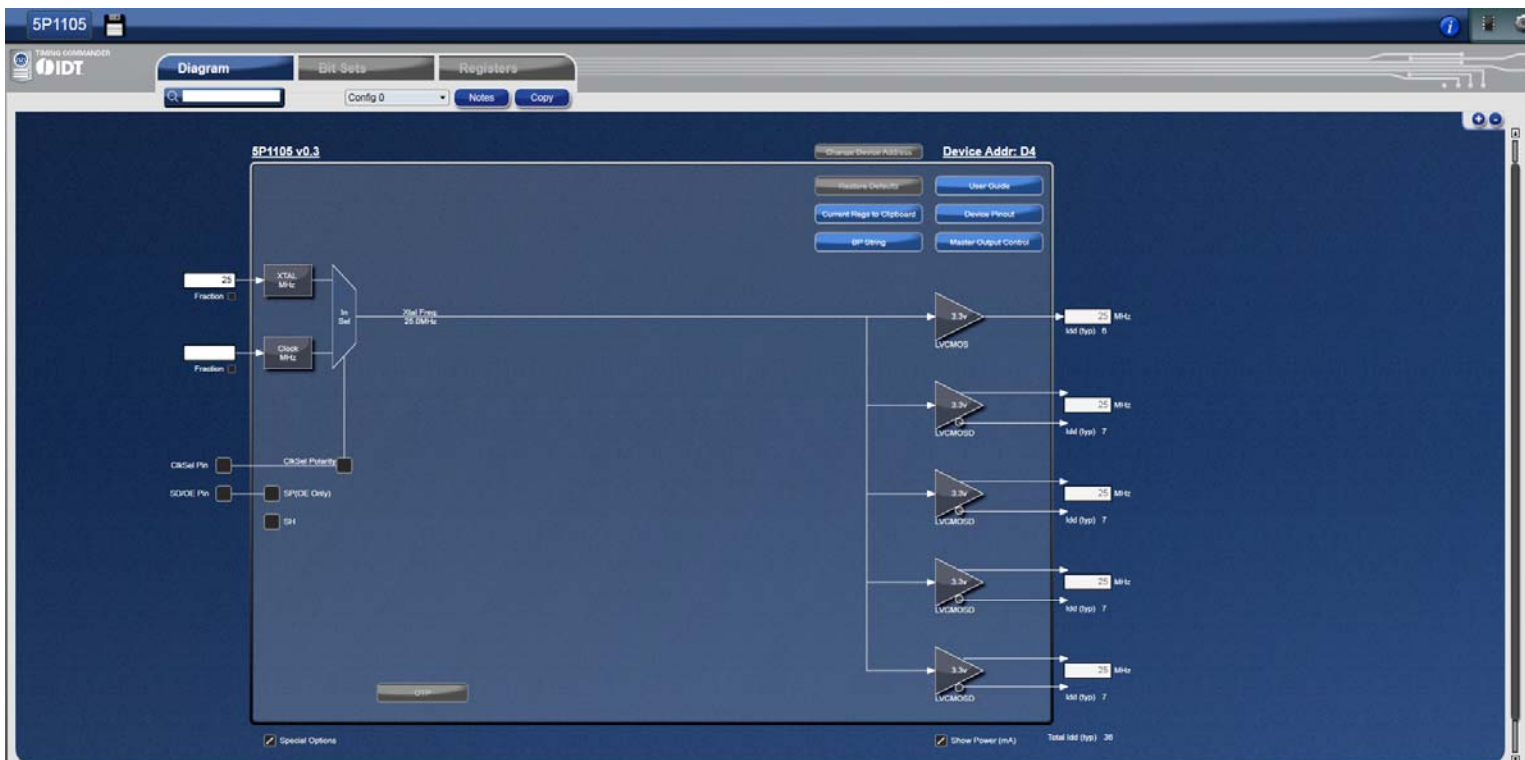 5P1105
TIMING COMMANDER
IDT
Diagram
Bit Sets
Registers
Config 0
Notes
Copy
5P1105 v0.3
Change Device Address
Device Addr: D4
Restore Defaults
User Guide
Current Regs to Clipboard
Device Pinout
BP String
Master Output Control
25
XTAL
MHz
Fraction
In
Sel
Xtal Freq
25.0MHz
3.3v
LVCMOS
25 MHz
Idd (typ) 6
Clock
MHz
Fraction
3.3v
LVCMOSD
25 MHz
Idd (typ) 7
ClkSel Pin
ClkSel Polarity
SD/OE Pin
SP(OE Only)
SH
3.3v
LVCMOSD
25 MHz
Idd (typ) 7
3.3v
LVCMOSD
25 MHz
Idd (typ) 7
3.3v
LVCMOSD
25 MHz
Idd (typ) 7
OTP
Special Options
Show Power (mA)
Total Idd (typ) 36